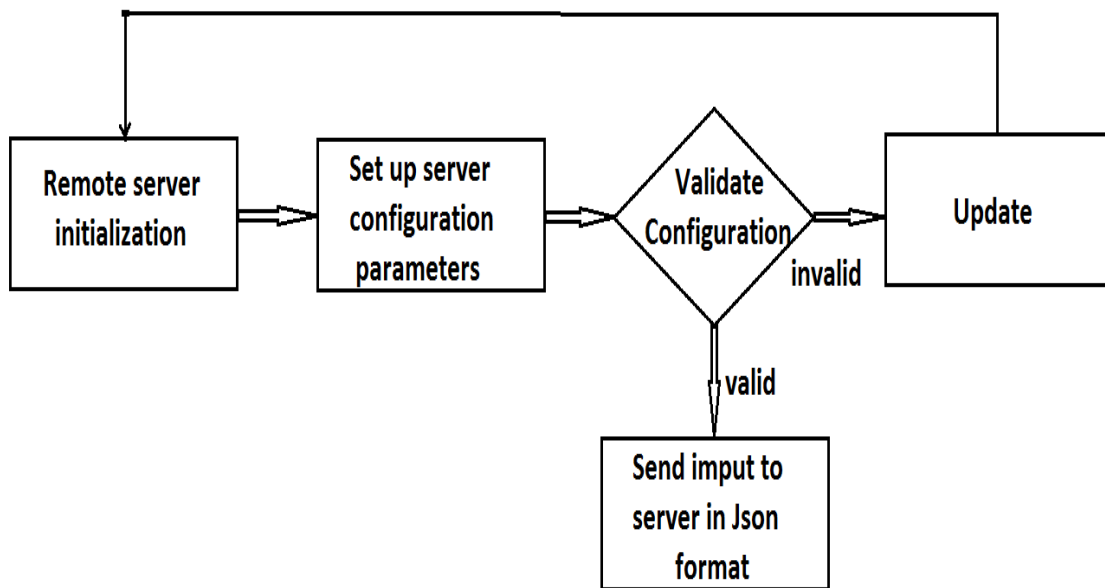 Remote server
initialization
Set up server
configuration
parameters
Validate
Configuration
invalid
Update
valid
Send imput to
server in Json
format